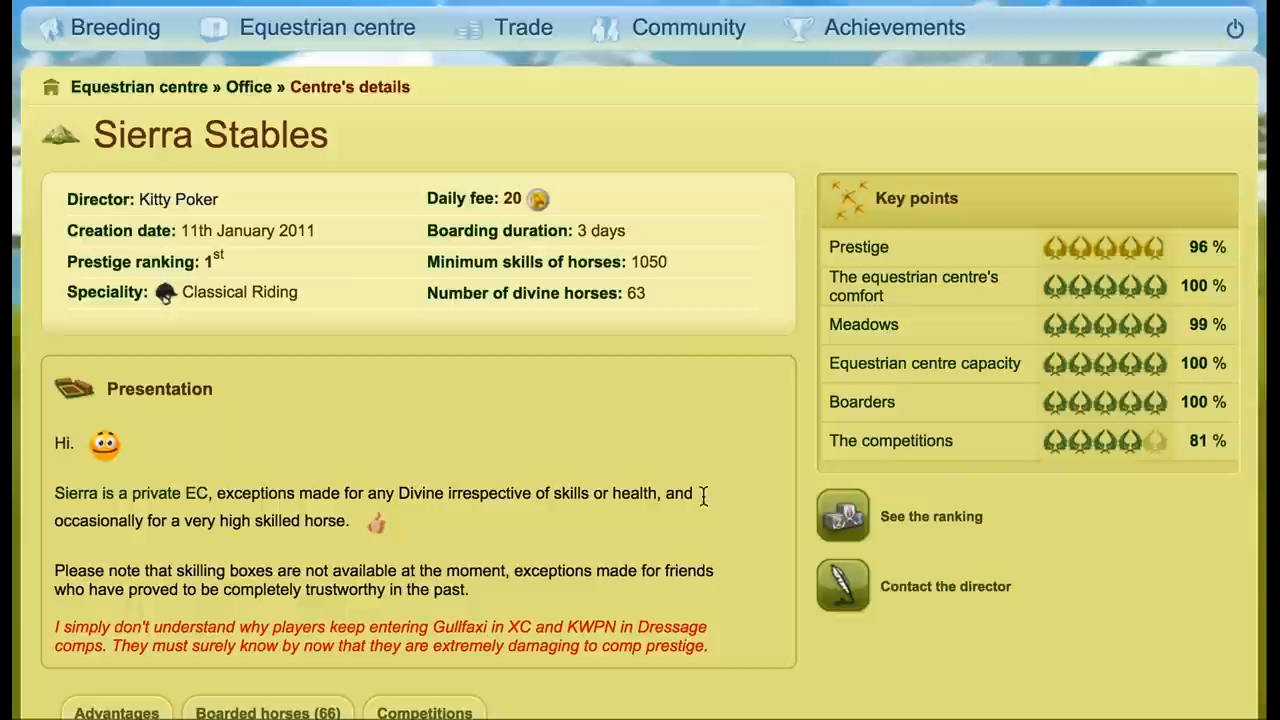 Breeding Equestrian centre Trade Community Achievements
Equestrian centre » Office » Centre's details
Sierra Stables
Director: Kitty Poker
Creation date: 11th January 2011
Prestige ranking: 1st
Speciality: Classical Riding
Daily fee: 20
Boarding duration: 3 days
Minimum skills of horses: 1050
Number of divine horses: 63
Key points
Prestige 96 %
The equestrian centre's
comfort 100 %
Meadows 99 %
Equestrian centre capacity 100 %
Boarders 100 %
The competitions 81 %
See the ranking
Contact the director
Presentation
Hi.
Sierra is a private EC, exceptions made for any Divine irrespective of skills or health, and
occasionally for a very high skilled horse.
Please note that skilling boxes are not available at the moment, exceptions made for friends
who have proved to be completely trustworthy in the past.
I simply don't understand why players keep entering Gullfaxi in XC and KWPN in Dressage
comps. They must surely know by now that they are extremely damaging to comp prestige.
Advantages Boarded horses (66) Competitions